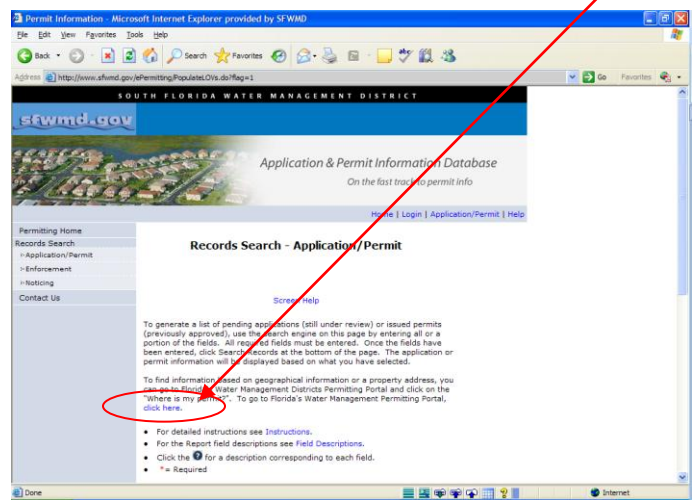 Permit Information - Microsoft Internet Explorer provided by SFWMD
File Edit View Favorites Tools Help
Back Search Favorites
Address http://www.sfwmd.gov/ePermitting/PopulateLOVs.do?flag=1 Go Favorites
SOUTH FLORIDA WATER MANAGEMENT DISTRICT
sfwmd.gov
Application & Permit Information Database
On the fast track to permit info
Home | Login | Application/Permit | Help
Permitting Home
Records Search
Application/Permit
Enforcement
Noticing
Contact Us
Records Search - Application/Permit
Screen Help
To generate a list of pending applications (still under review) or issued permits
(previously approved), use the search engine on this page by entering all or a
portion of the fields. All required fields must be entered. Once the fields have
been entered, click Search Records at the bottom of the page. The application or
permit information will be displayed based on what you have selected.
To find information based on geographical information or a property address, you
can go to Florida's Water Management Districts Permitting Portal and click on the
"Where is my permit?". To go to Florida's Water Management Permitting Portal,
click here.
• For detailed instructions see Instructions.
• For the Report field descriptions see Field Descriptions.
• Click the ? for a description corresponding to each field.
• * = Required
Done Internet